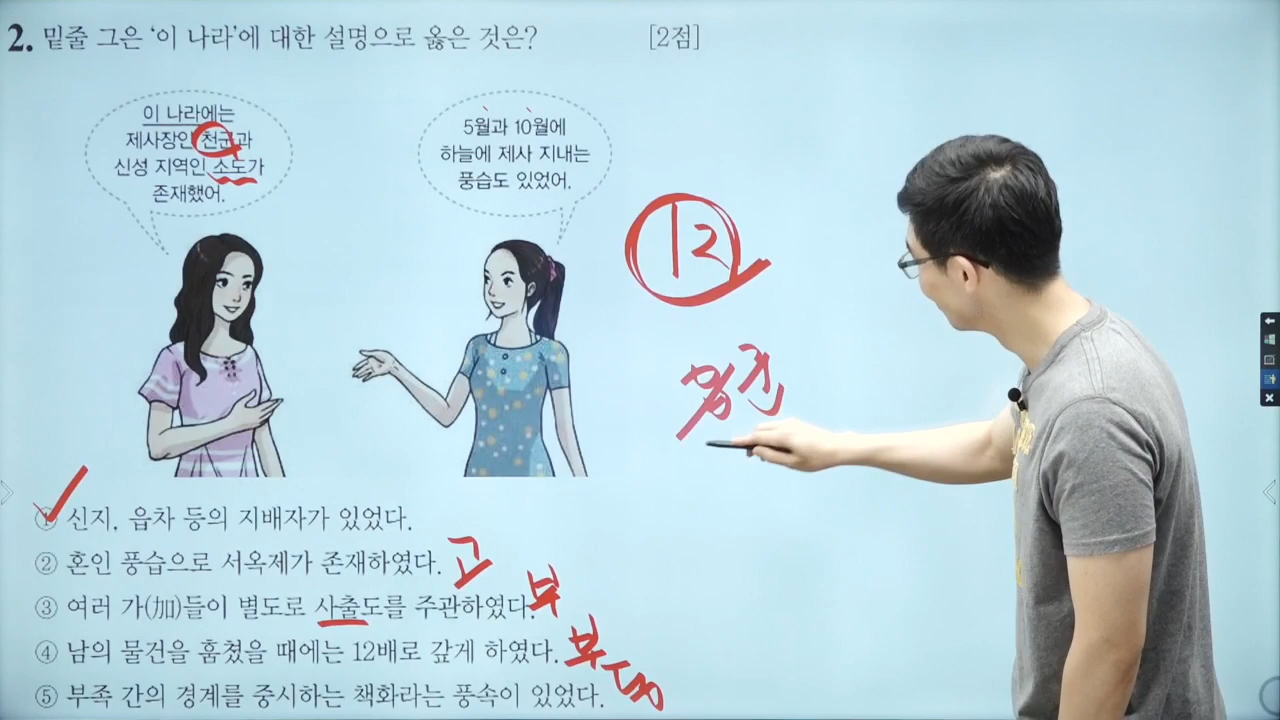 2. 밑줄 그은 '이 나라'에 대한 설명으로 옳은 것은? [2점]
이 나라에는
제사장인 천군과
신성 지역인 소도가
존재했어.
5월과 10월에
하늘에 제사 지내는
풍습도 있었어.
12
① 신지, 읍차 등의 지배자가 있었다.
② 혼인 풍습으로 서옥제가 존재하였다. 고
③ 여러 가(加)들이 별도로 사출도를 주관하였다. 부
④ 남의 물건을 훔쳤을 때에는 12배로 갚게 하였다. 부
⑤ 부족 간의 경계를 중시하는 책화라는 풍속이 있었다.